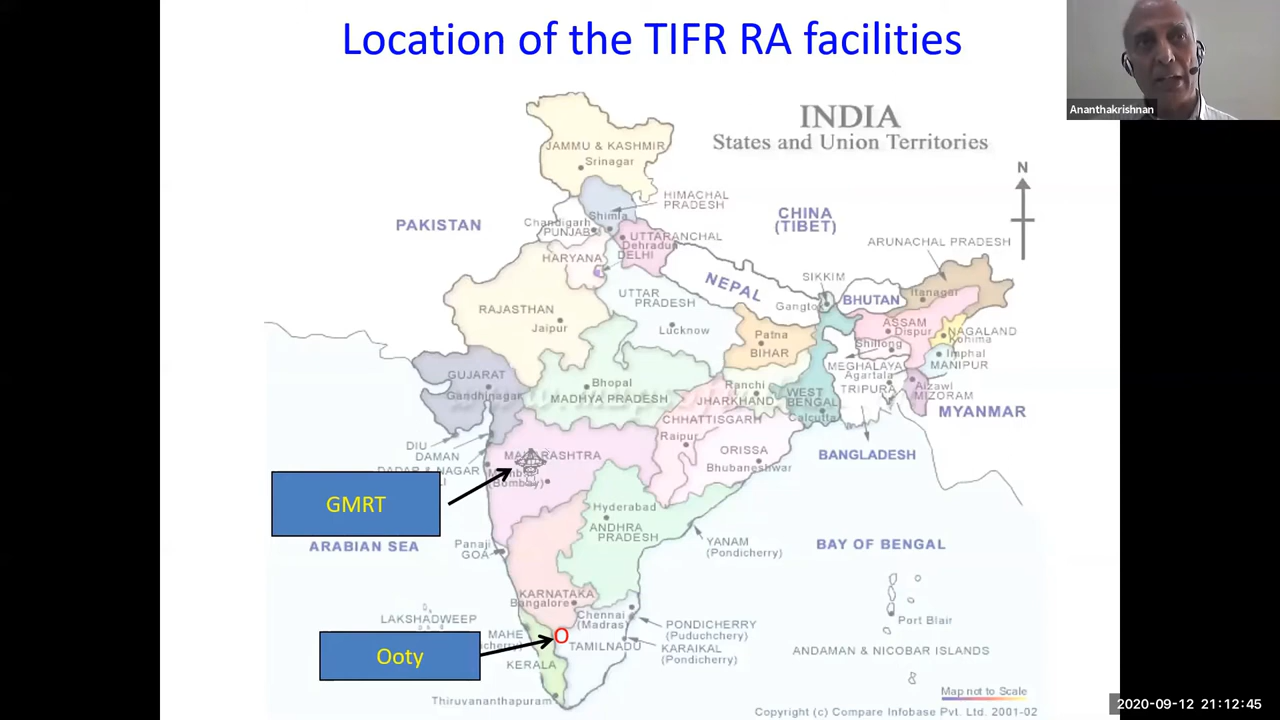 Location of the TIFR RA facilities
Ananthakrishnan
INDIA
States and Union Territories
JAMMU & KASHMIR
Srinagar
N
HIMACHAL
PRADESH
Shimla
Chandigarh
PUNJAB
PAKISTAN
CHINA
(TIBET)
UTTARANCHAL
Dehradun
ARUNACHAL PRADESH
HARYANA
DELHI
SIKKIM
NEPAL
Gangtok
BHUTAN
Itanagar
UTTAR
PRADESH
RAJASTHAN
Jaipur
Lucknow
ASSAM
Dispur
NAGALAND
Kohima
Patna
BIHAR
Shillong
Imphal
MANIPUR
MEGHALAYA
Agartala
TRIPURA
Aizawl
MIZORAM
GUJARAT
Gandhinagar
Bhopal
MADHYA PRADESH
Ranchi
JHARKHAND
WEST
BENGAL
Calcutta
MYANMAR
CHHATTISGARH
Raipur
DIU
DAMAN
DADAR & NAGAR
ORISSA
Bhubaneshwar
BANGLADESH
(Bombay)
GMRT
Hyderabad
ANDHRA
PRADESH
ARABIAN SEA
Panaji
GOA
YANAM
(Pondicherry)
BAY OF BENGAL
KARNATAKA
Bangalore
Chennai
(Madras)
LAKSHADWEEP
PONDICHERRY
(Puduchchery)
Port Blair
MAHE
O
Ooty
TAMILNADU
KARAIKAL
(Pondicherry)
ANDAMAN & NICOBAR ISLANDS
KERALA
Thiruvananthapuram
Map not to Scale
Copyright (c) Compare Infobase Pvt. Ltd. 2001-02
2020-09-12 21:12:45